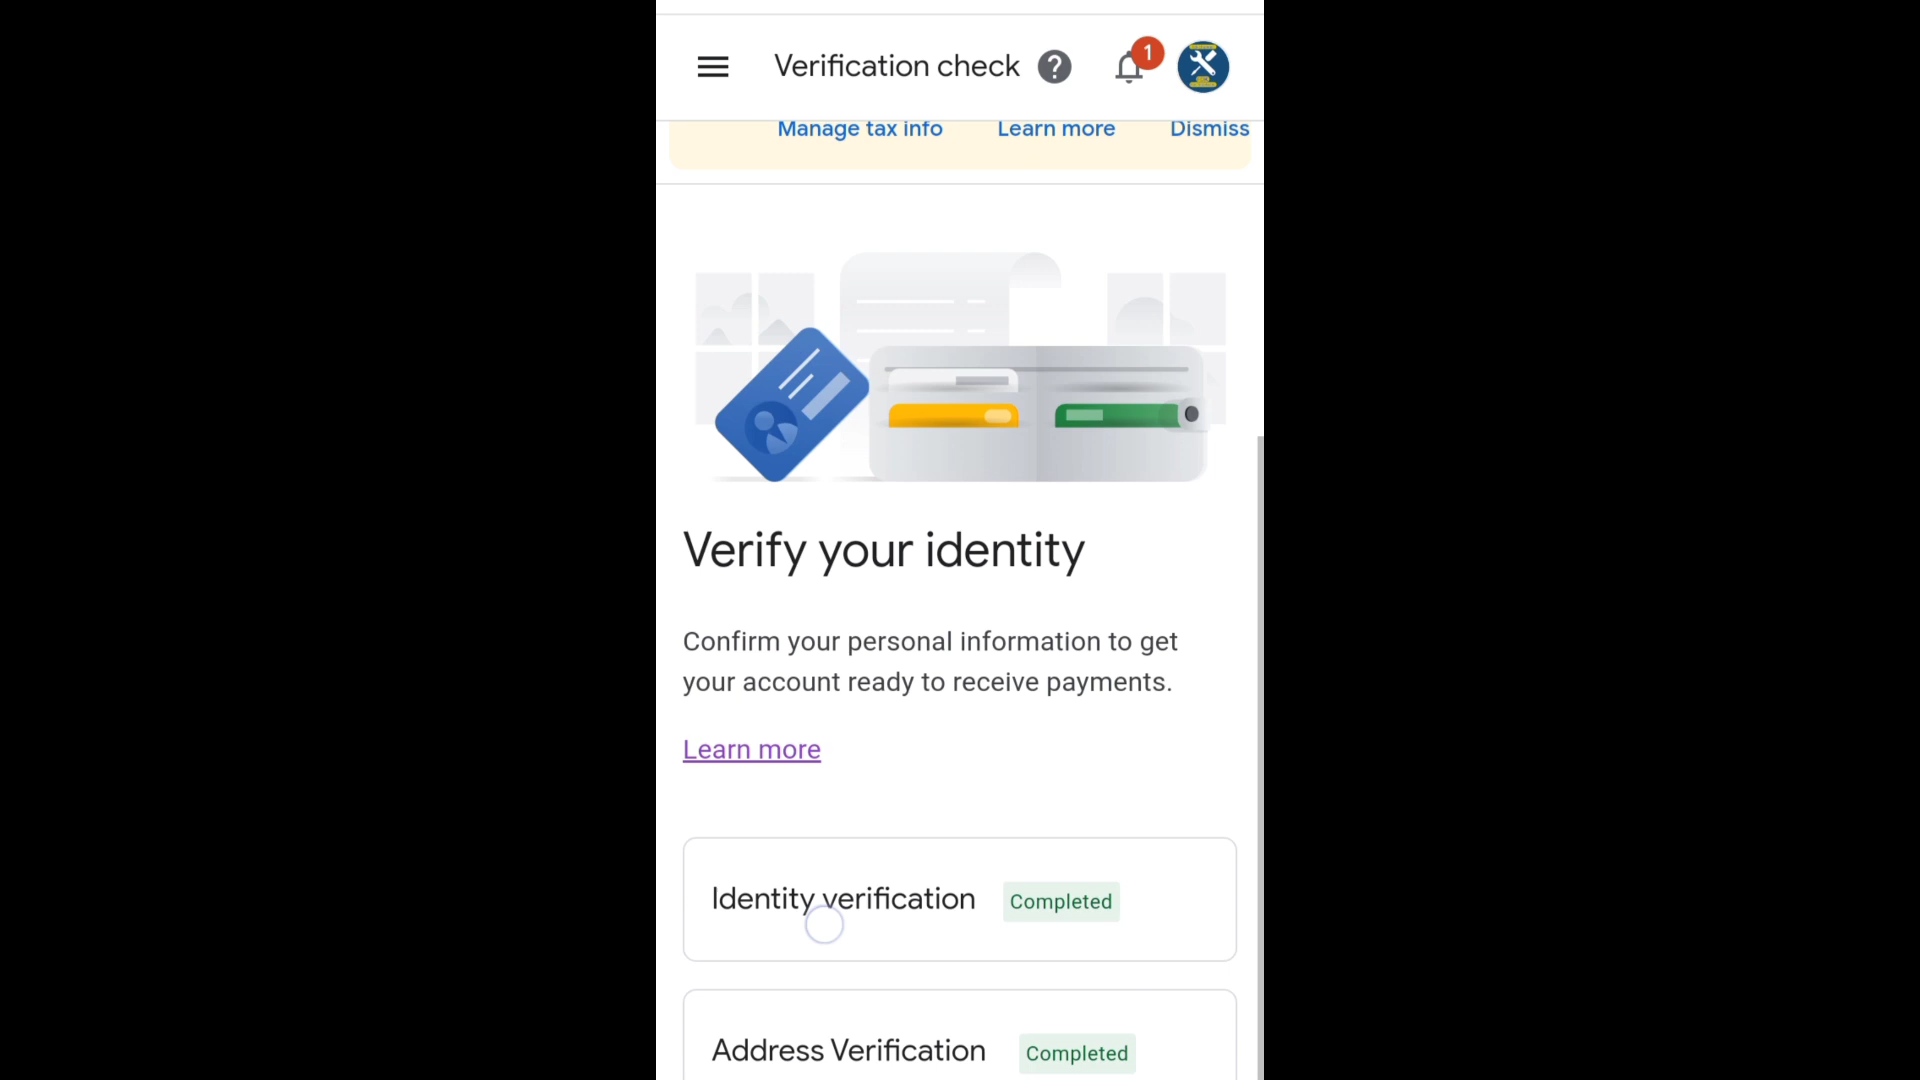 Verification check
1
Manage tax info Learn more Dismiss
Verify your identity
Confirm your personal information to get
your account ready to receive payments.
Learn more
Identity verification Completed
Address Verification Completed